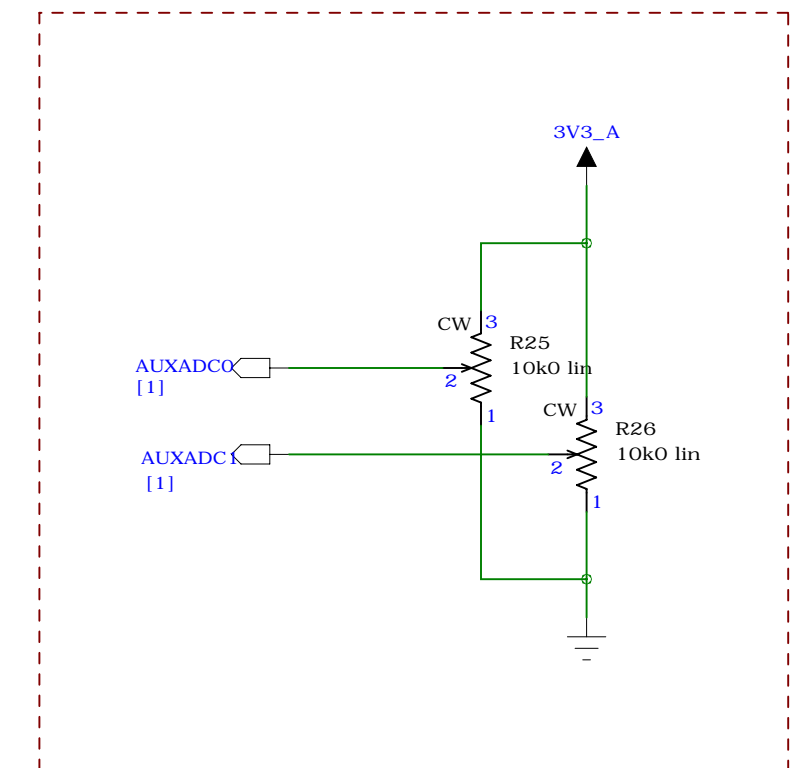 3V3_A
CW 3
R25
10k0 lin
AUXADC0
[1]
2
1
CW 3
R26
10k0 lin
AUXADC1
[1]
2
1